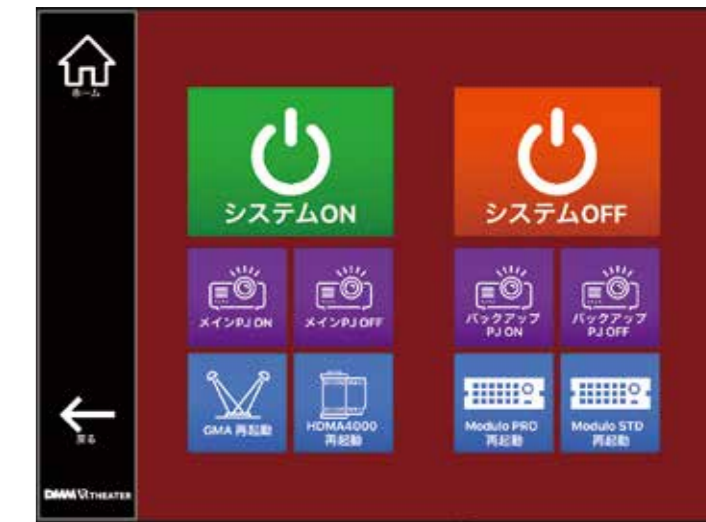 ホーム
システムON
システムOFF
メインPJ ON
メインPJ OFF
バックアップ
PJ ON
バックアップ
PJ OFF
GMA 再起動
HDMA4000
再起動
Modulo PRO
再起動
Modulo STD
再起動
戻る
DMM VR THEATER